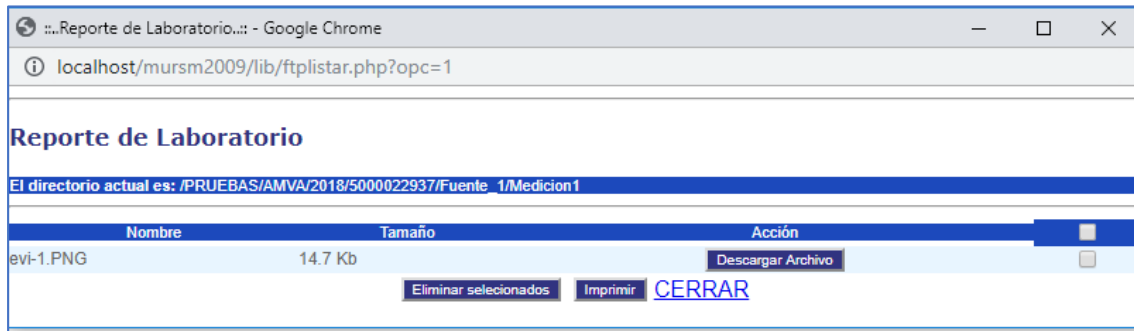 ::..Reporte de Laboratorio..:: - Google Chrome
localhost/mursm2009/lib/ftplistar.php?opc=1
Reporte de Laboratorio
El directorio actual es: /PRUEBAS/AMVA/2018/5000022937/Fuente_1/Medicion1
Nombre Tamaño Acción
evi-1.PNG 14.7 Kb Descargar Archivo
Eliminar selecionados Imprimir CERRAR